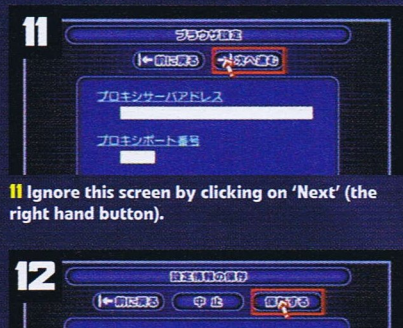 11
ブラウザ設定
前に戻る 次へ進む
プロキシサーバアドレス
プロキシポート番号
11 Ignore this screen by clicking on ‘Next’ (the
right hand button).
12
設定情報の保存
前に戻る 中止 保存する